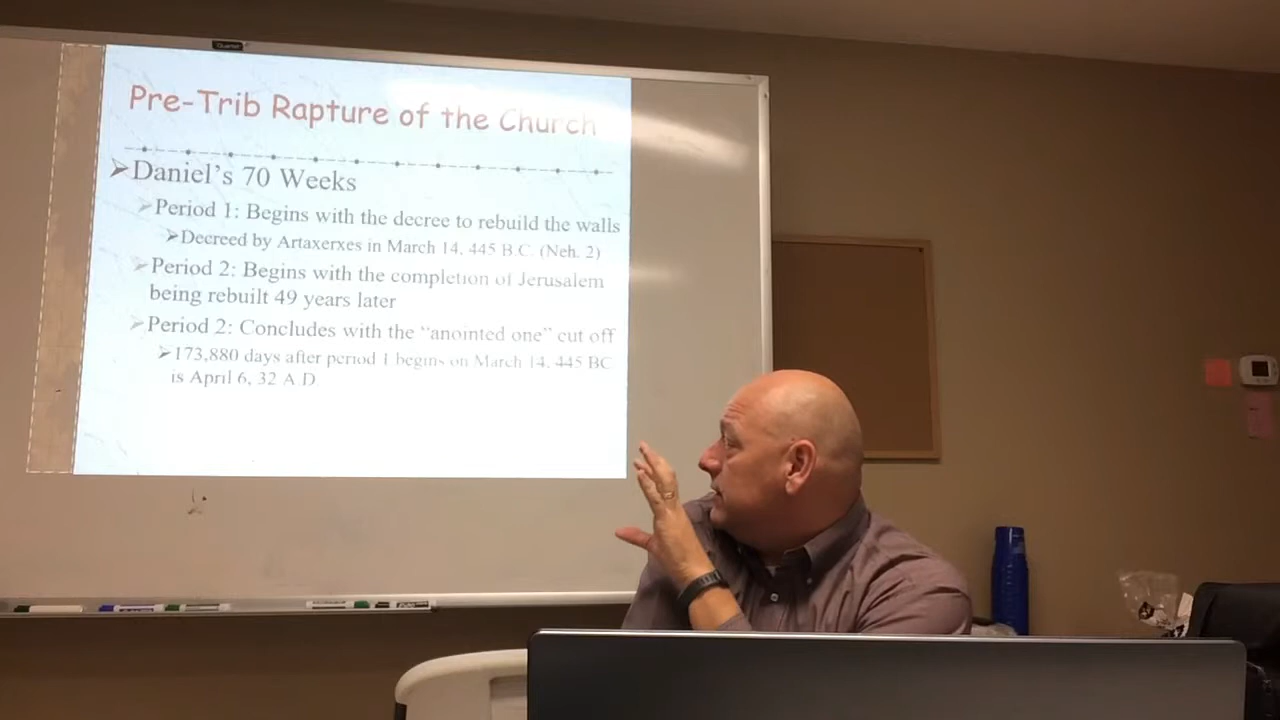 Pre-Trib Rapture of the Church
Daniel's 70 Weeks
Period 1: Begins with the decree to rebuild the walls
Decreed by Artaxerxes in March 14, 445 B.C. (Neh. 2)
Period 2: Begins with the completion of Jerusalem
being rebuilt 49 years later
Period 2: Concludes with the “anointed one” cut off
173,880 days after period 1 begins on March 14, 445 BC
is April 6, 32 A D